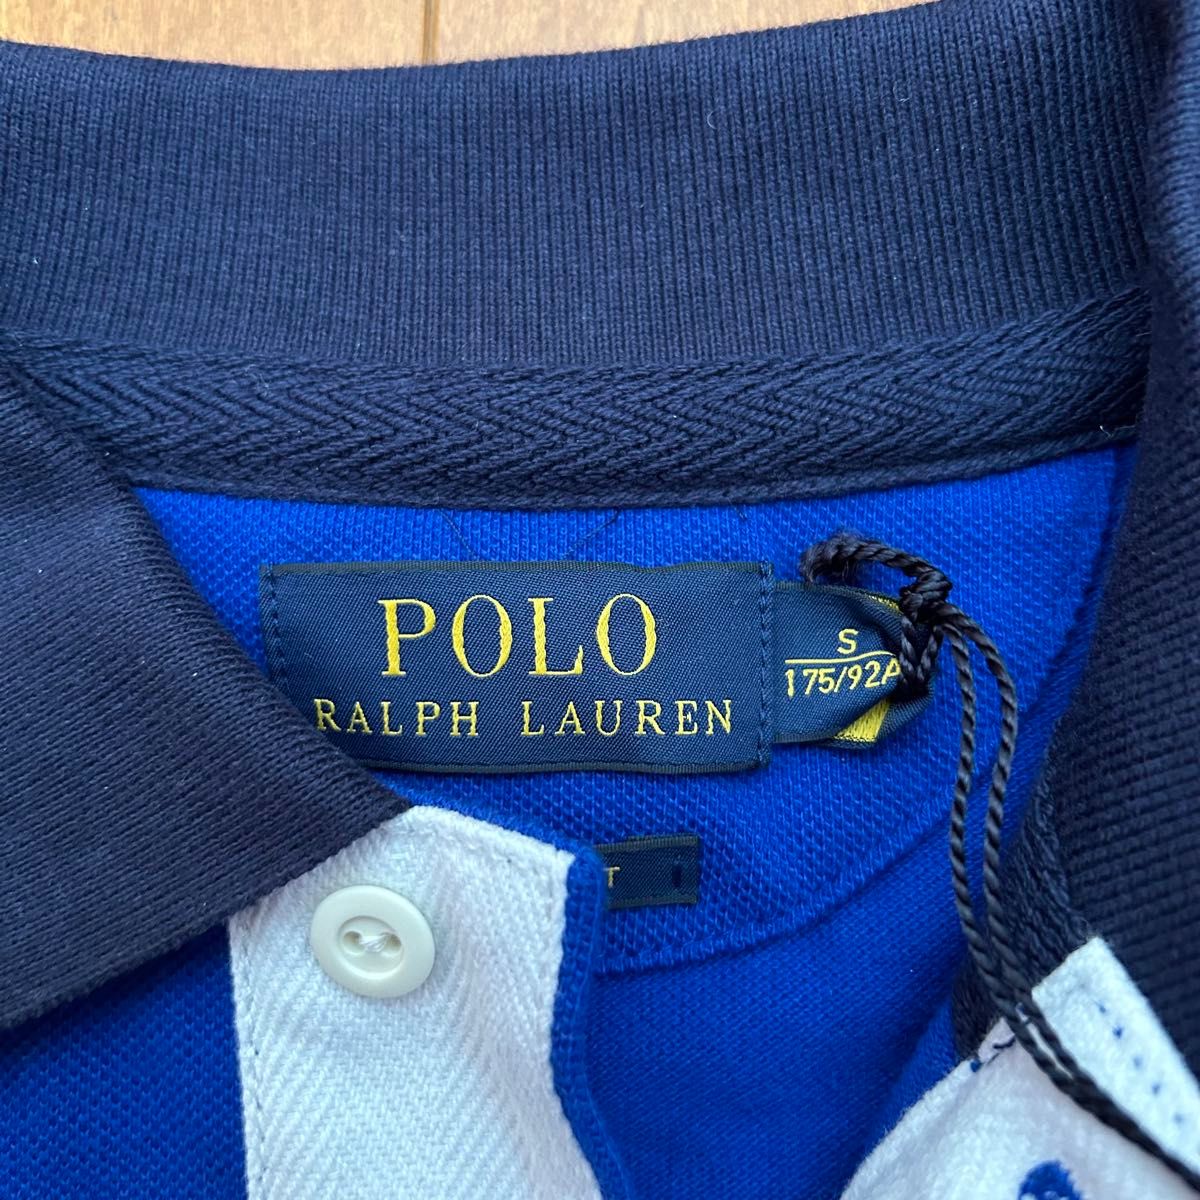 POLO
RALPH LAUREN
S
175/92A
T